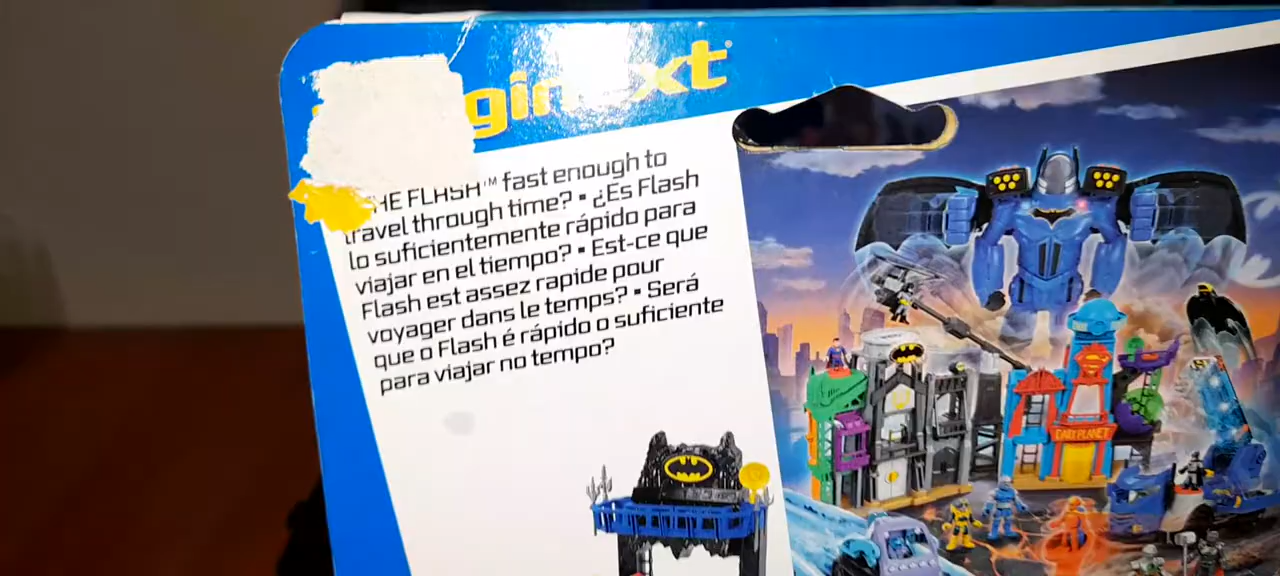 ginext
THE FLASH™ fast enough to
travel through time? ▪ ¿Es Flash
lo suficientemente rápido para
viajar en el tiempo? ▪ Est-ce que
Flash est assez rapide pour
voyager dans le temps? ▪ Será
que o Flash é rápido o suficiente
para viajar no tempo?
DAILY PLANET